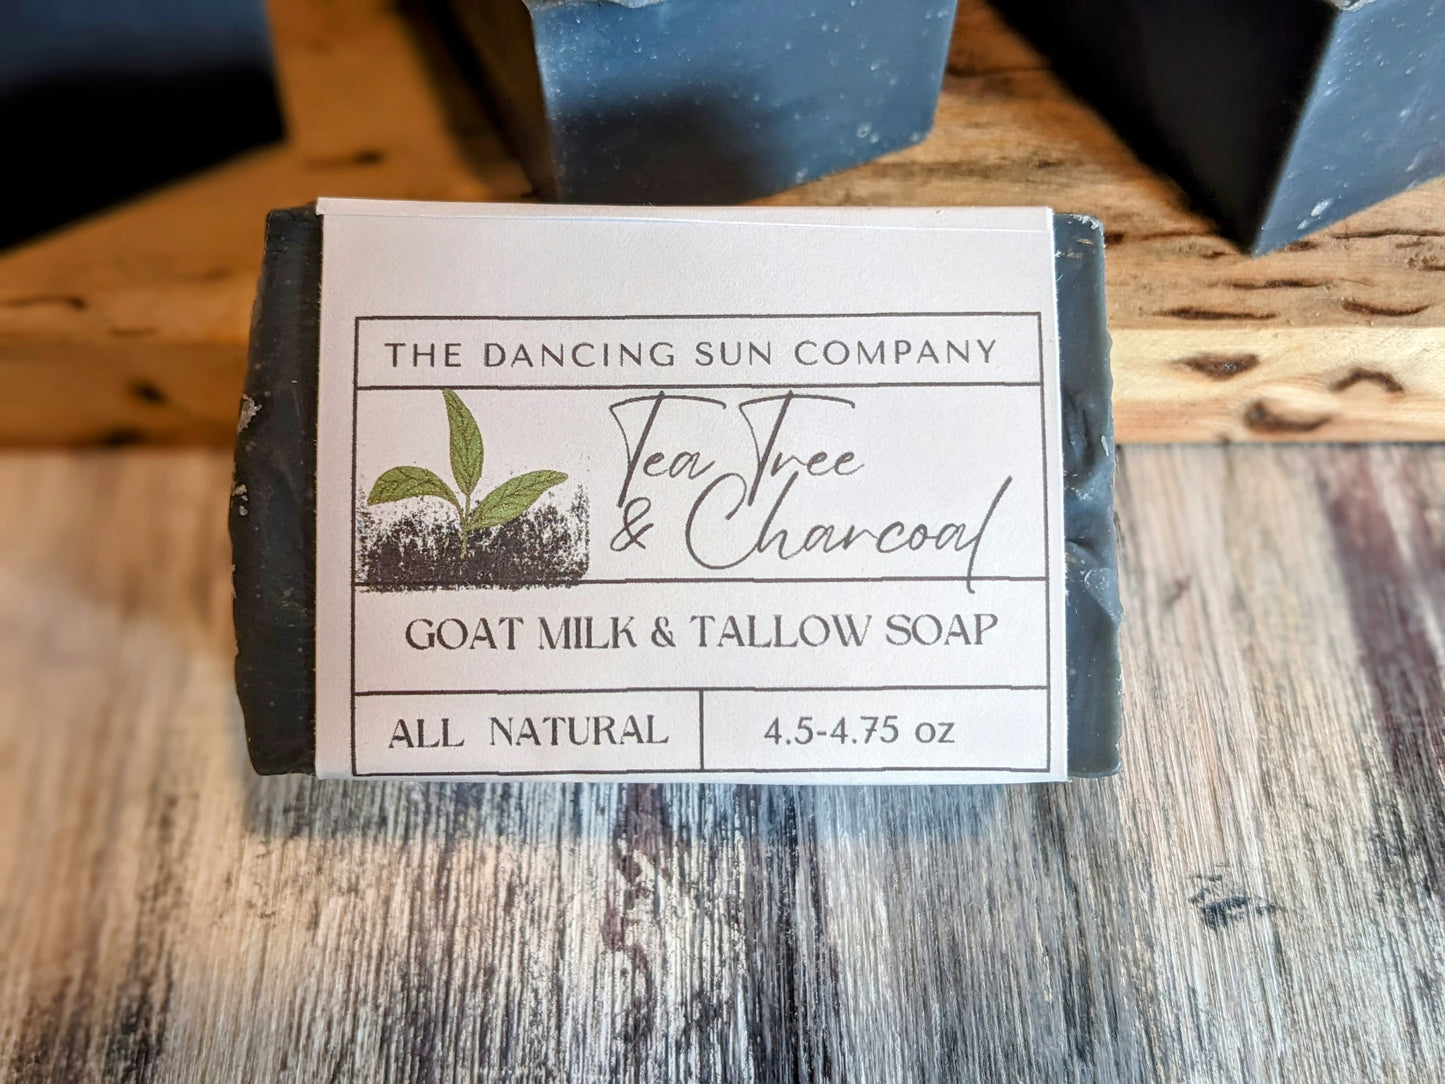 THE DANCING SUN COMPANY
Tea Tree
& Charcoal
GOAT MILK & TALLOW SOAP
ALL NATURAL
4.5-4.75 oz